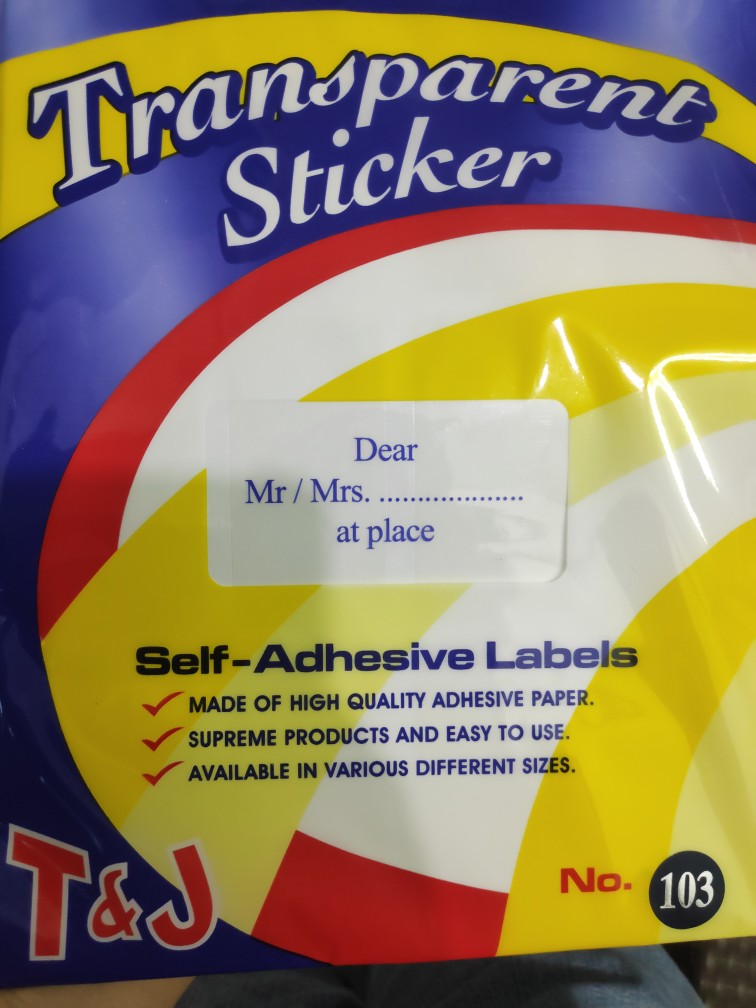 Transparent
Sticker
Dear
Mr / Mrs. ...................
at place
Self-Adhesive Labels
MADE OF HIGH QUALITY ADHESIVE PAPER.
SUPREME PRODUCTS AND EASY TO USE.
AVAILABLE IN VARIOUS DIFFERENT SIZES.
T&J
No. 103